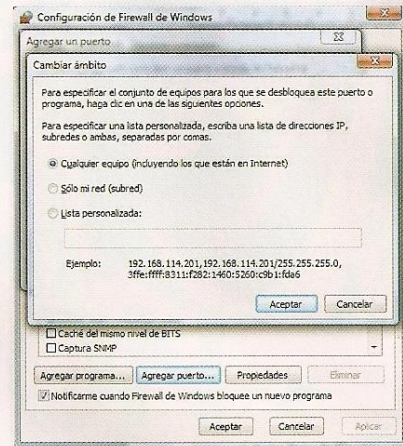 Configuración de Firewall de Windows
Agregar un puerto
Cambiar ámbito
Para especificar el conjunto de equipos para los que se desbloquea este puerto o
programa, haga clic en una de las siguientes opciones.
Para especificar una lista personalizada, escriba una lista de direcciones IP,
subredes o ambas, separadas por comas.
Cualquier equipo (incluyendo los que están en Internet)
Sólo mi red (subred)
Lista personalizada:
Ejemplo: 192.168.114.201,192.168.114.201/255.255.255.0,
3ffe:ffff:8311:f282:1460:5260:c9b1:fda6
Aceptar Cancelar
Caché del mismo nivel de BITS
Captura SNMP
Agregar programa... Agregar puerto... Propiedades Eliminar
Notificarme cuando Firewall de Windows bloquee un nuevo programa
Aceptar Cancelar Aplicar